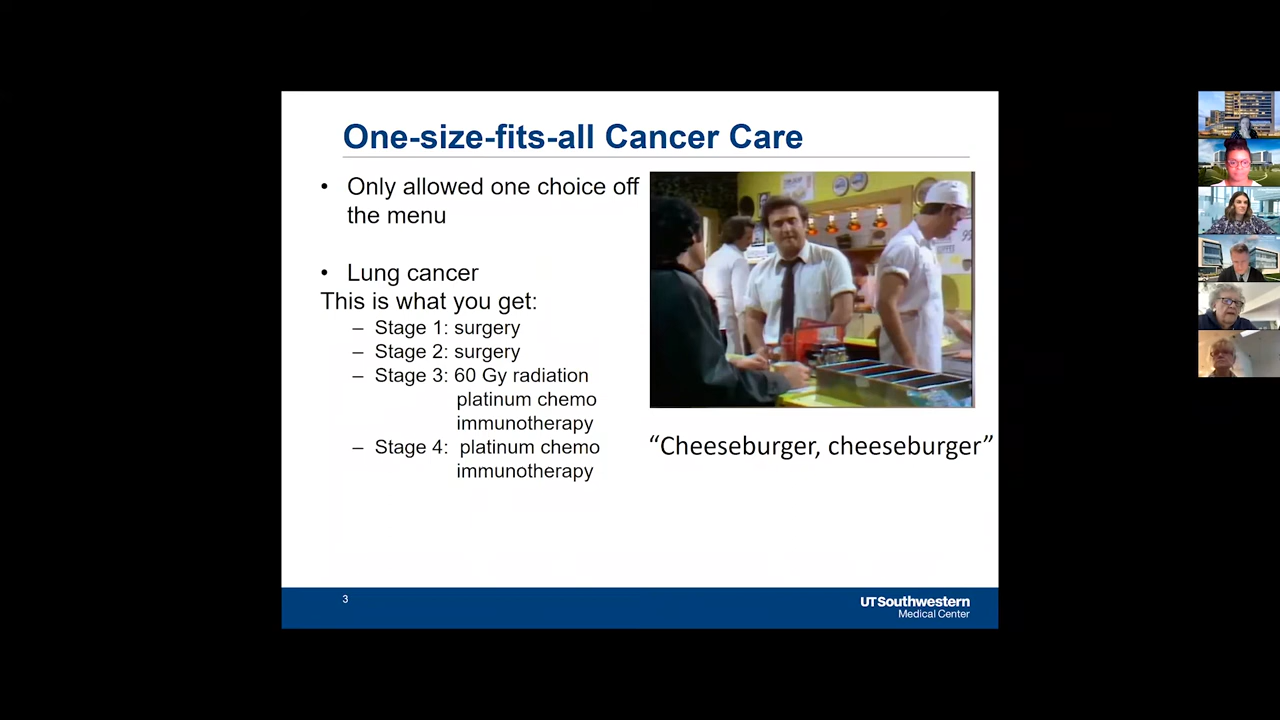 One-size-fits-all Cancer Care
• Only allowed one choice off
the menu
• Lung cancer
This is what you get:
– Stage 1: surgery
– Stage 2: surgery
– Stage 3: 60 Gy radiation
platinum chemo
immunotherapy
– Stage 4: platinum chemo
immunotherapy
“Cheeseburger, cheeseburger”
3
UTSouthwestern
Medical Center